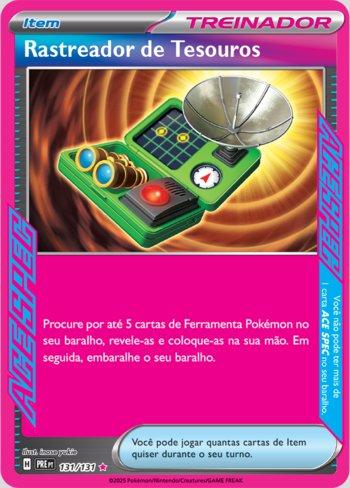 Item
TREINADOR
Rastreador de Tesouros
ACE SPEC
ACE SPEC
Você não pode ter mais de
1 carta ACE SPEC no seu baralho.
Procure por até 5 cartas de Ferramenta Pokémon no
seu baralho, revele-as e coloque-as na sua mão. Em
seguida, embaralhe o seu baralho.
Ilust. inose yukie
H PRE PT 131/131
Você pode jogar quantas cartas de Item
quiser durante o seu turno.
©2025 Pokémon/Nintendo/Creatures/GAME FREAK